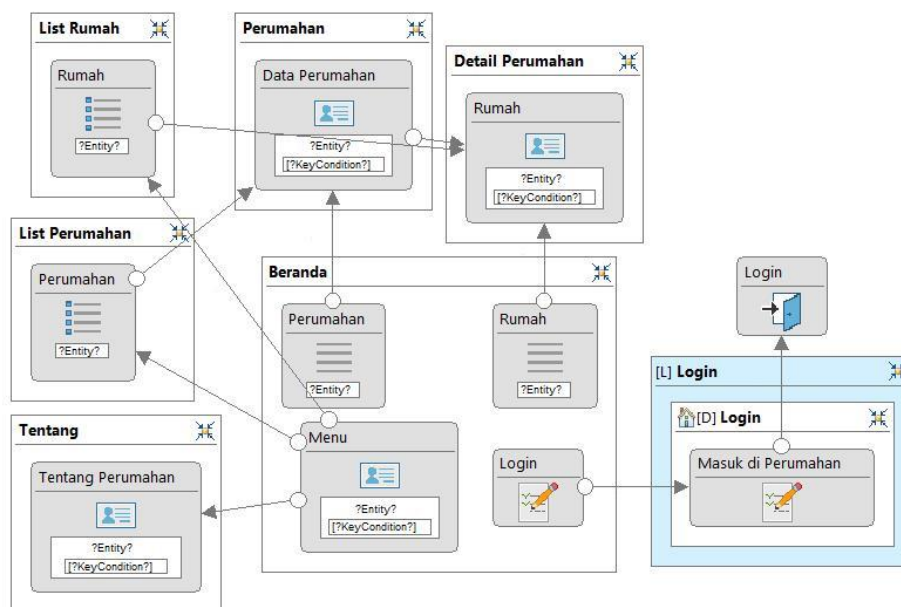 List Rumah
Rumah
?Entity?
Perumahan
Data Perumahan
?Entity?
[?KeyCondition?]
Detail Perumahan
Rumah
?Entity?
[?KeyCondition?]
List Perumahan
Perumahan
?Entity?
Beranda
Perumahan
?Entity?
Rumah
?Entity?
Menu
?Entity?
[?KeyCondition?]
Login
Login
[L] Login
[D] Login
Masuk di Perumahan
Tentang
Tentang Perumahan
?Entity?
[?KeyCondition?]